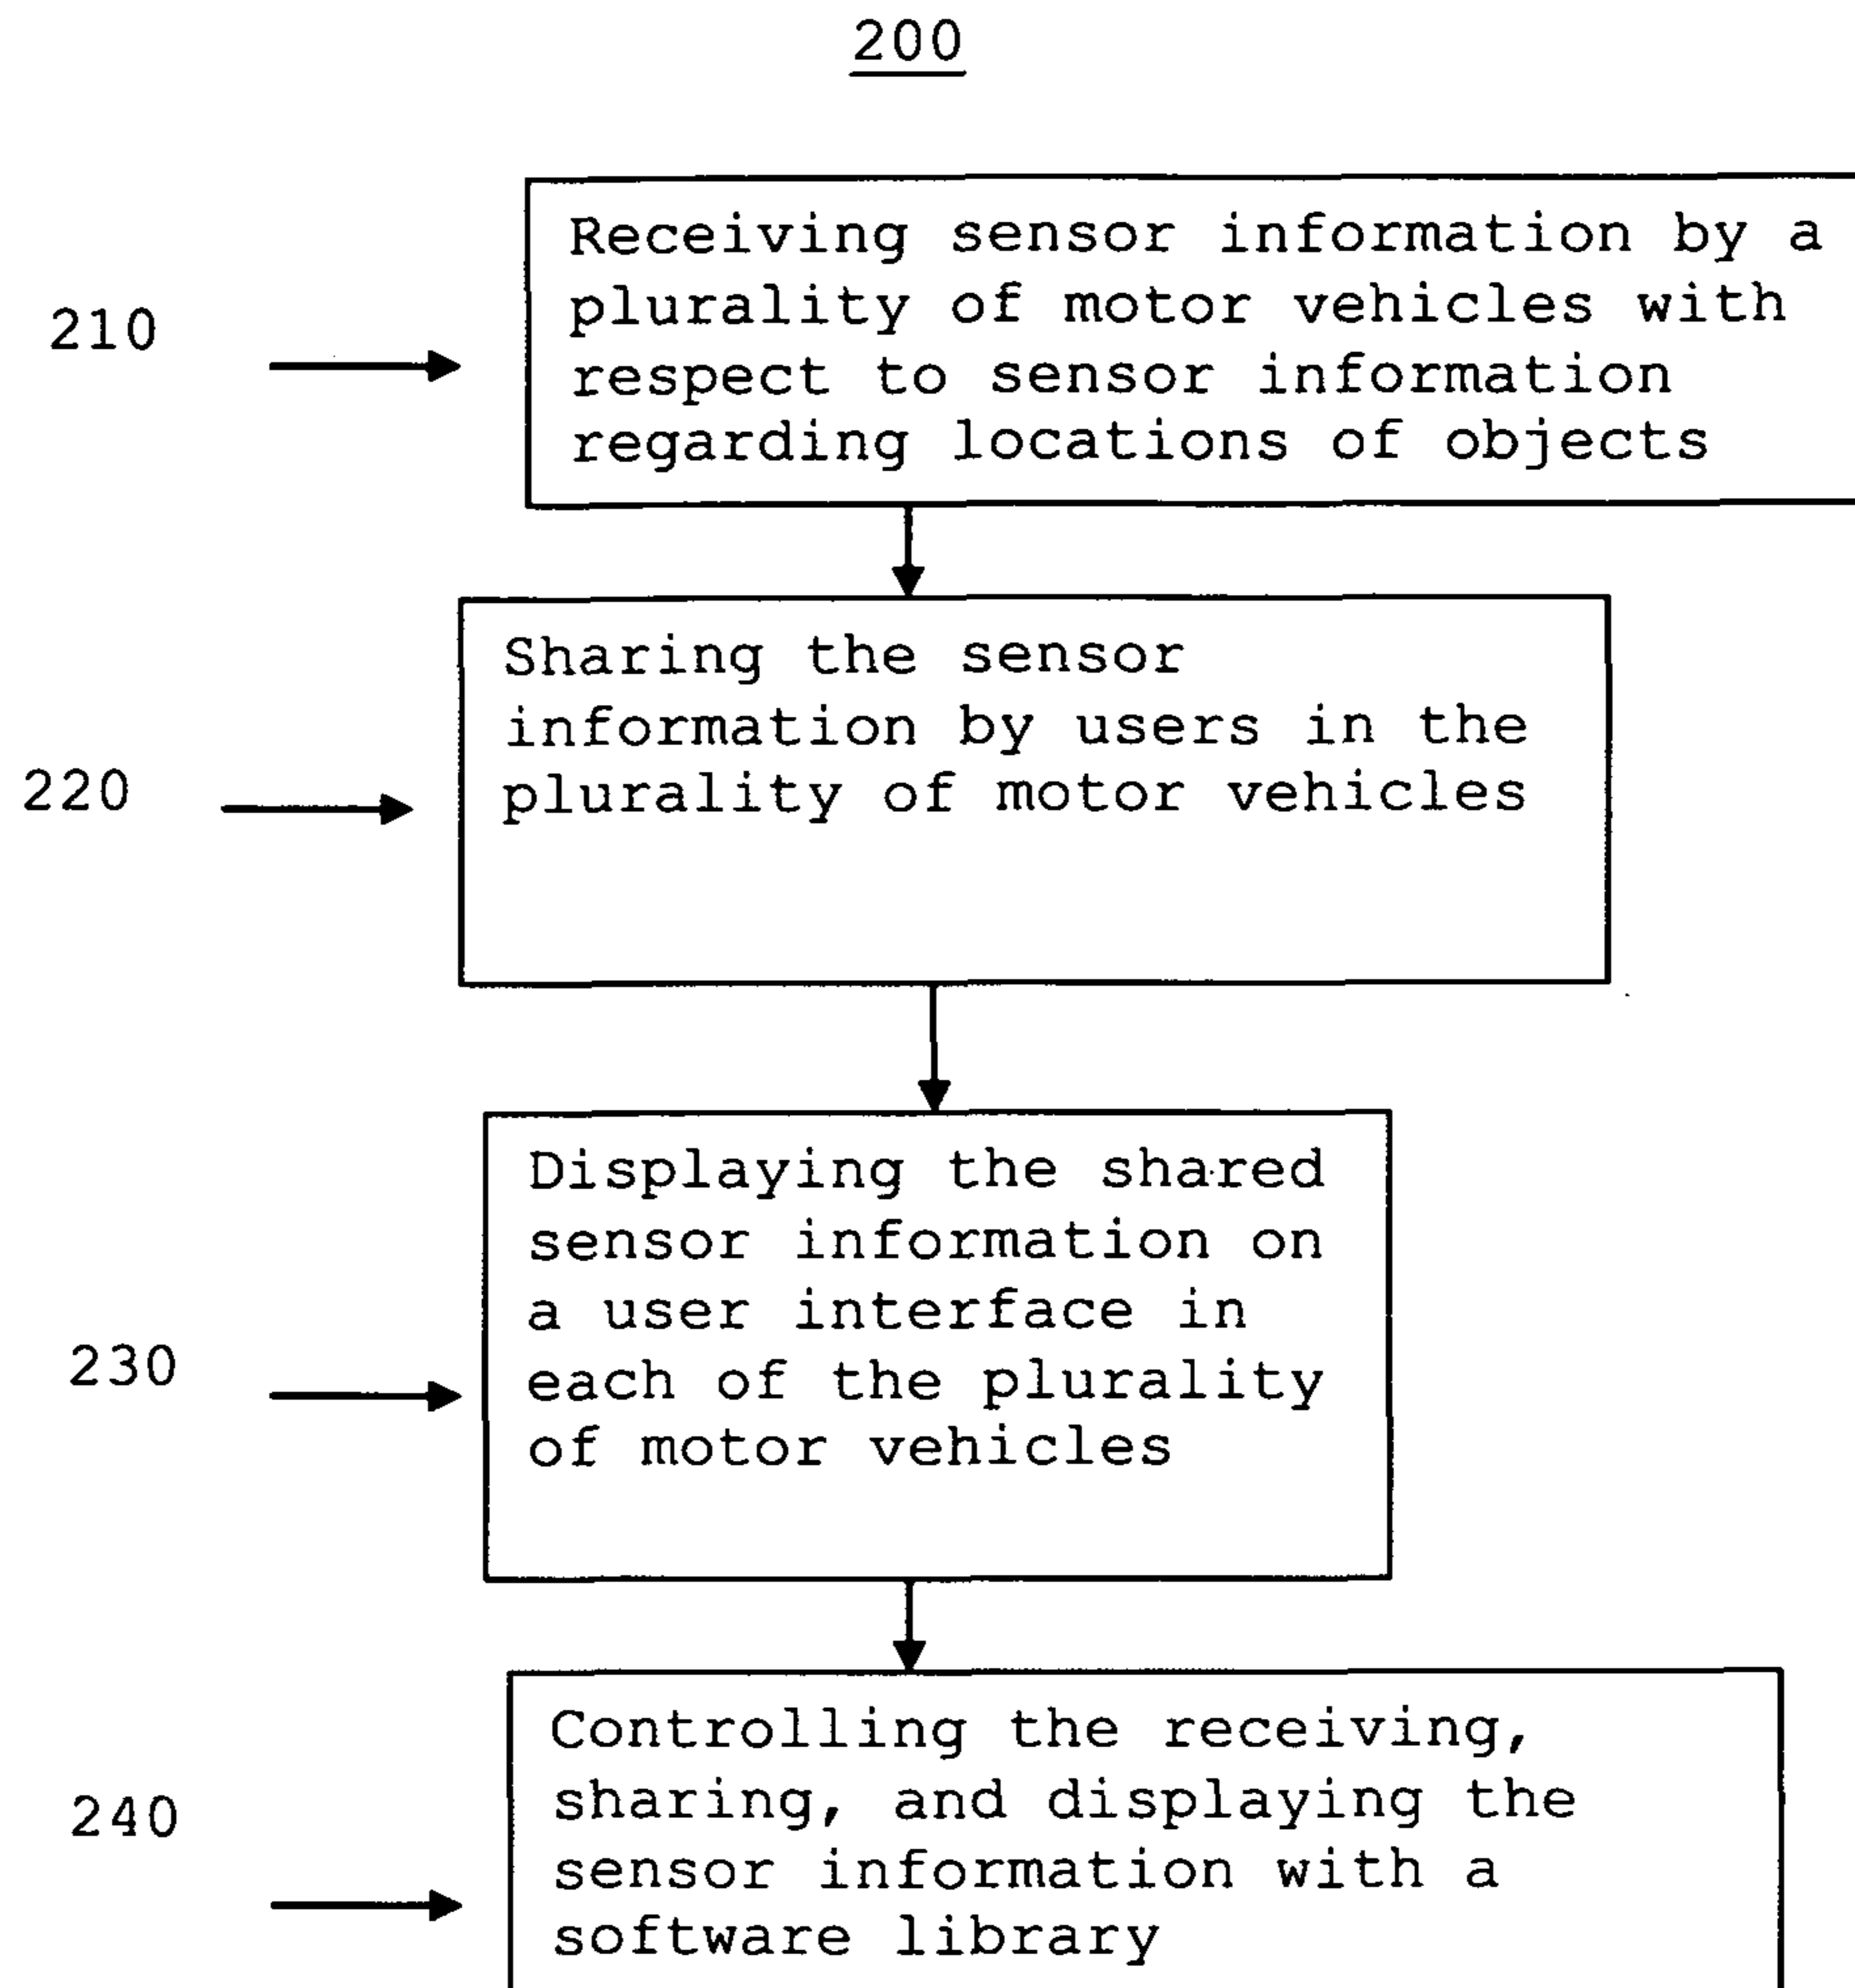 200
210
Receiving sensor information by a
plurality of motor vehicles with
respect to sensor information
regarding locations of objects
220
Sharing the sensor
information by users in the
plurality of motor vehicles
230
Displaying the shared
sensor information on
a user interface in
each of the plurality
of motor vehicles
240
Controlling the receiving,
sharing, and displaying the
sensor information with a
software library